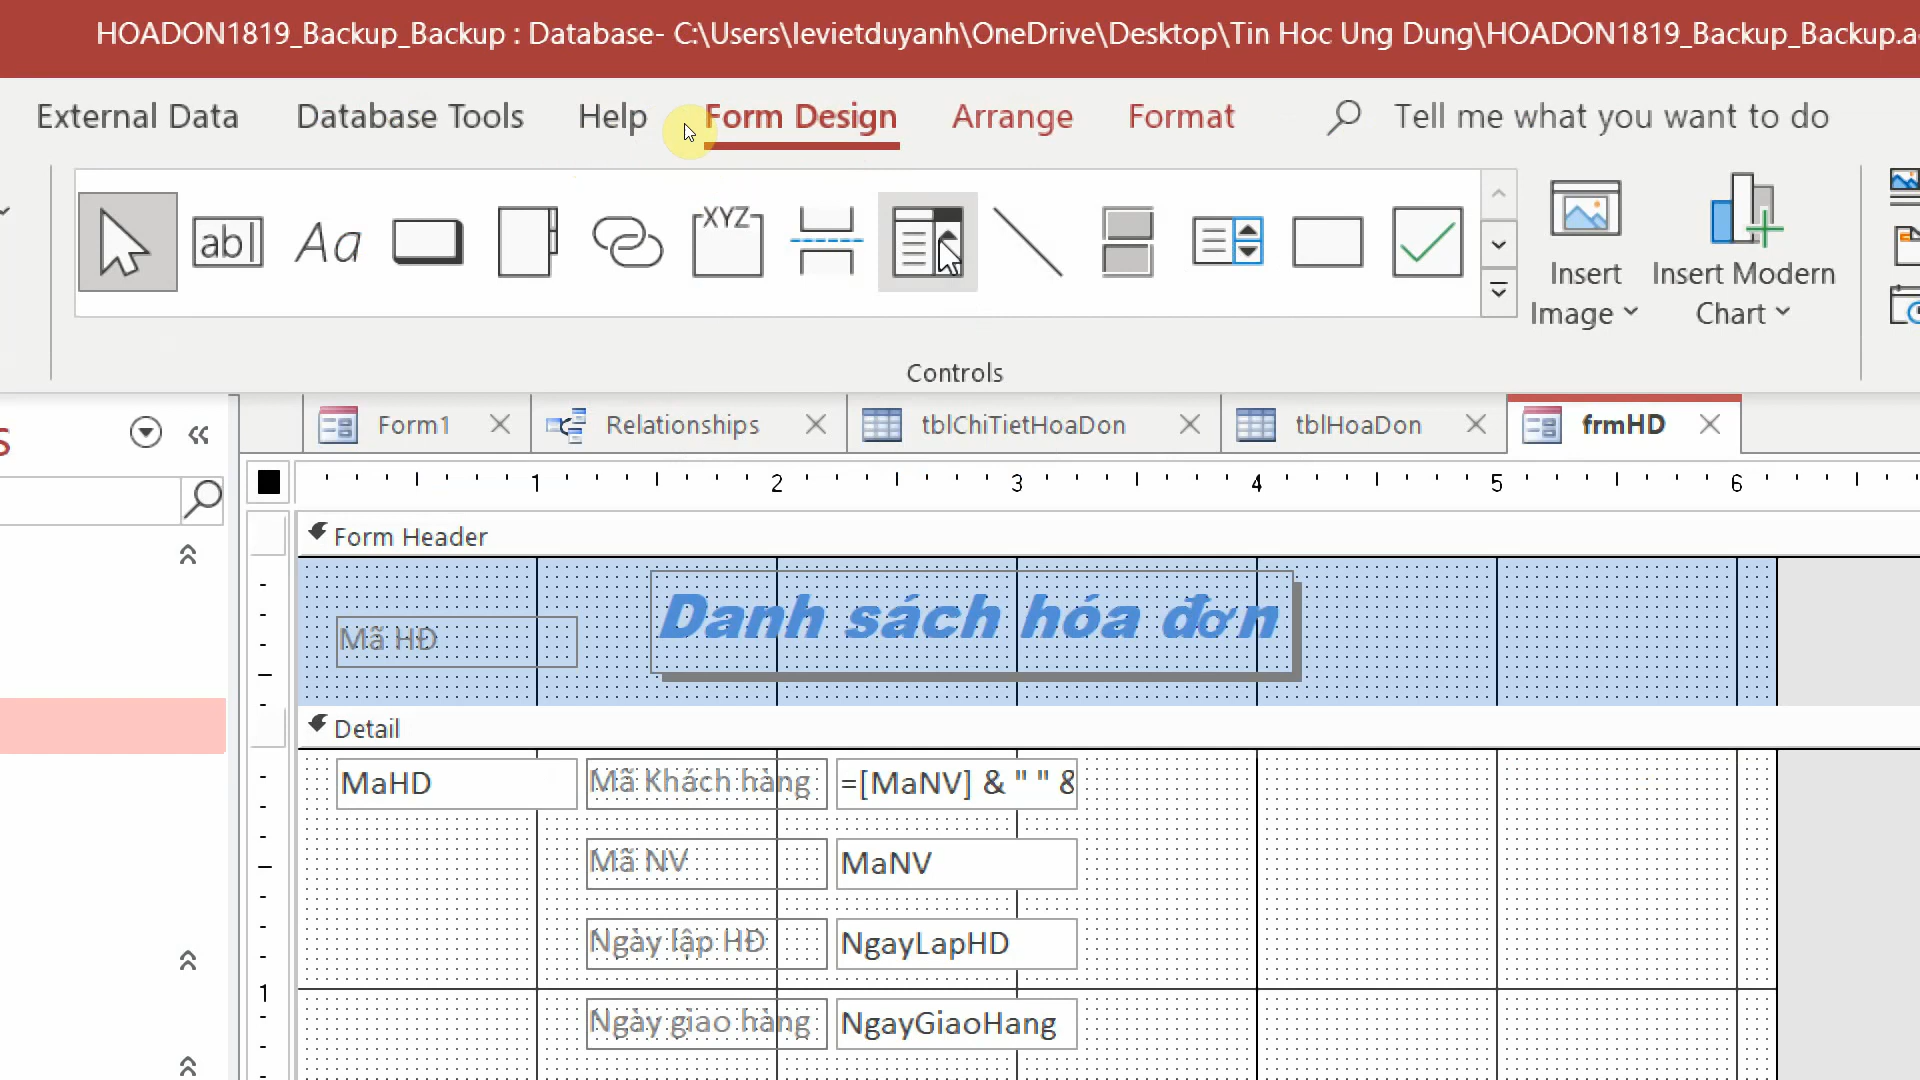 HOADON1819_Backup_Backup : Database- C:\Users\levietduyanh\OneDrive\Desktop\Tin Hoc Ung Dung\HOADON1819_Backup_Backup.a
External Data Database Tools Help Form Design Arrange Format Tell me what you want to do
ab| Aa XYZ
Insert Image
Insert Modern Chart
Controls
Form1 Relationships tblChiTietHoaDon tblHoaDon frmHD
1 2 3 4 5 6
Form Header
Danh sách hóa đơn
Mã HĐ
Detail
MaHD Mã Khách hàng =[MaNV] & " " &
Mã NV MaNV
Ngày lập HĐ NgayLapHD
1
Ngày giao hàng NgayGiaoHang